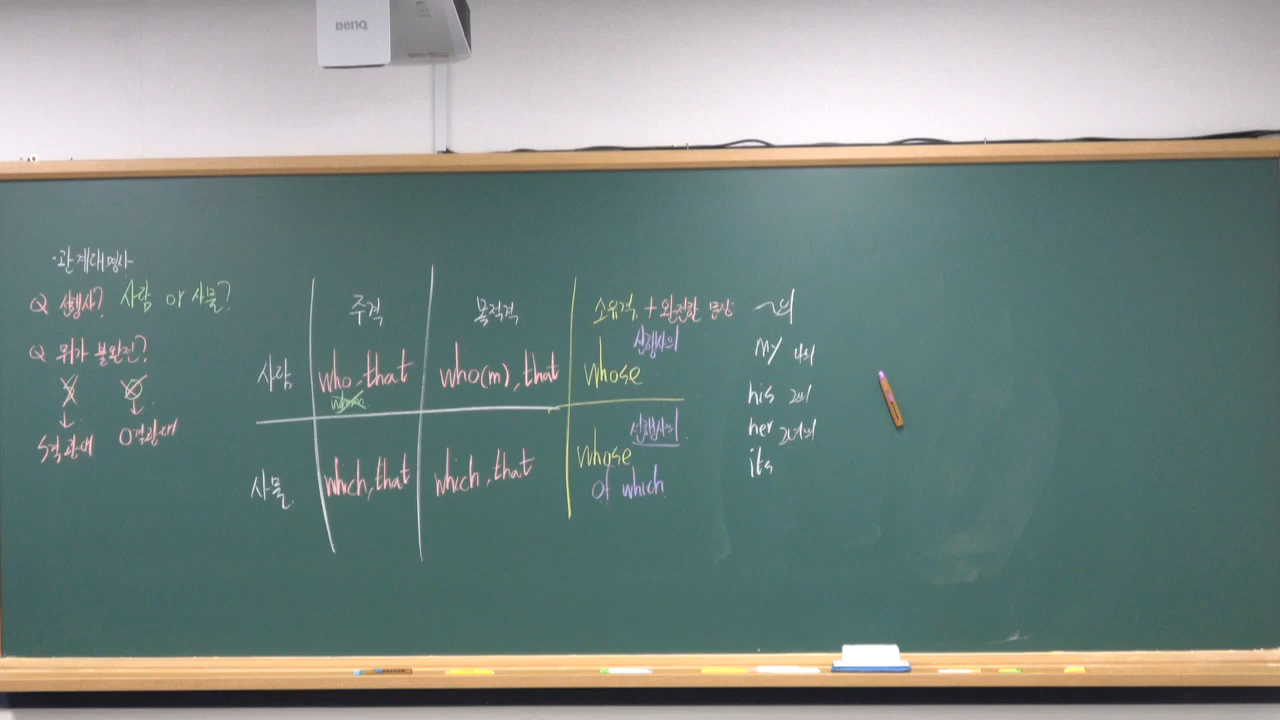 BenQ
·관계대명사
Q 선행사? 사람 or 사물?
Q 뭐가 불완전?
S O
↓ ↓
S격관대 O격관대
주격 목적격 소유격 + 완전한 문장
선행사의
사람 who, that who(m), that whose
whom
선행사의
사물 which, that which, that whose
of which
~의
my 나의
his 그의
her 그녀의
its